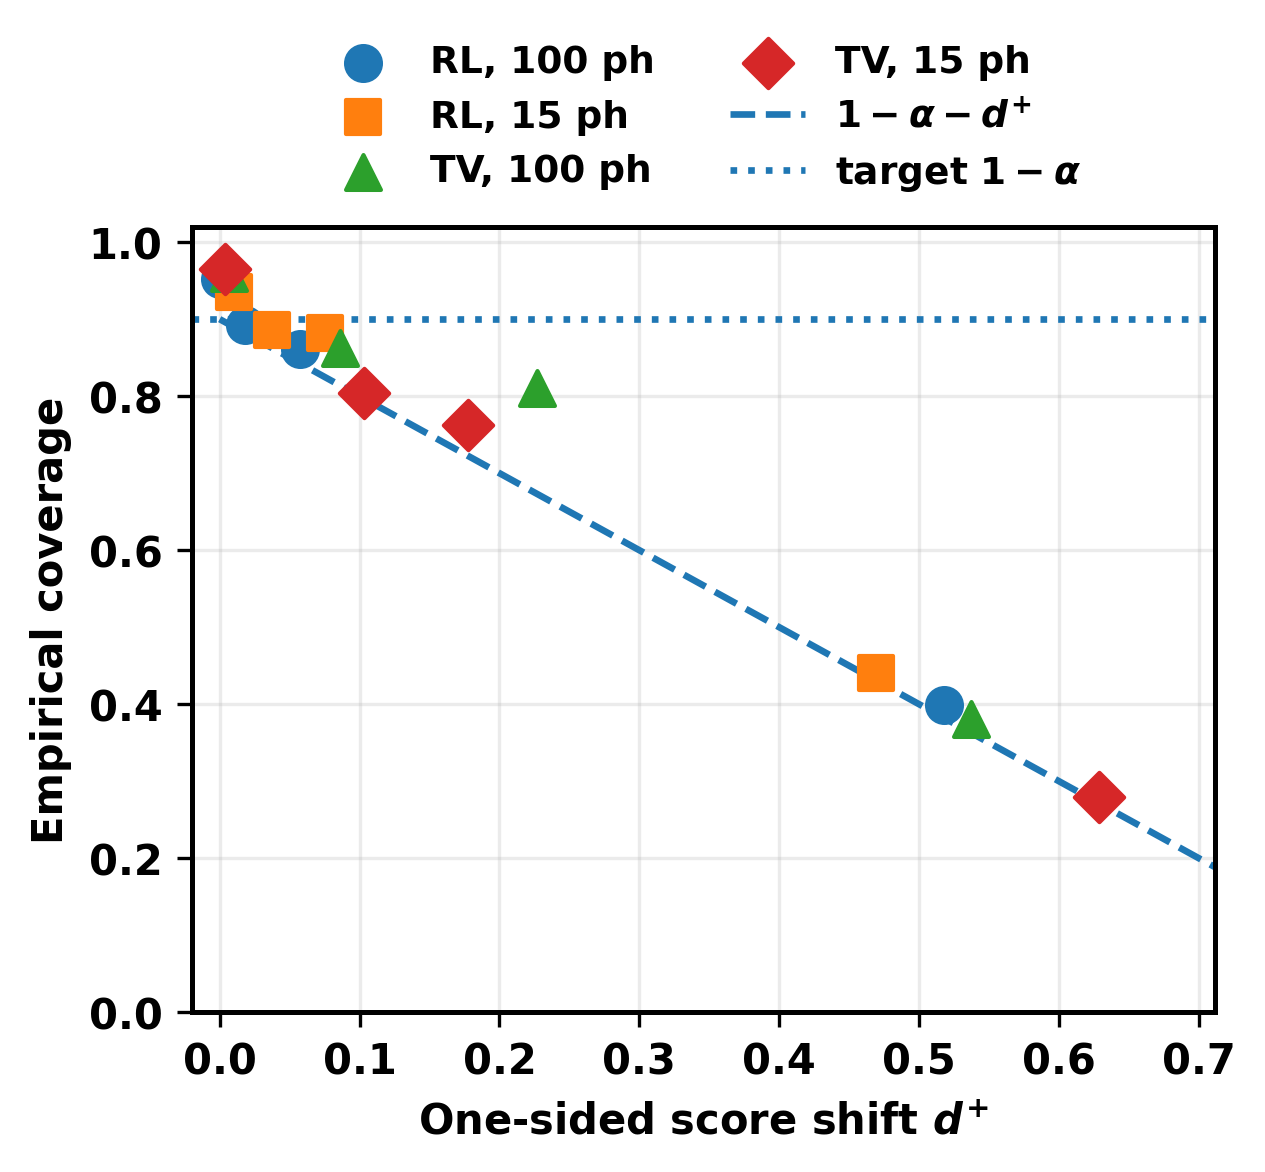 RL, 100 ph
RL, 15 ph
TV, 100 ph
TV, 15 ph
1 − α − d⁺
target 1 − α
1.0
0.8
0.6
0.4
0.2
0.0
Empirical coverage
0.0 0.1 0.2 0.3 0.4 0.5 0.6 0.7
One-sided score shift d⁺